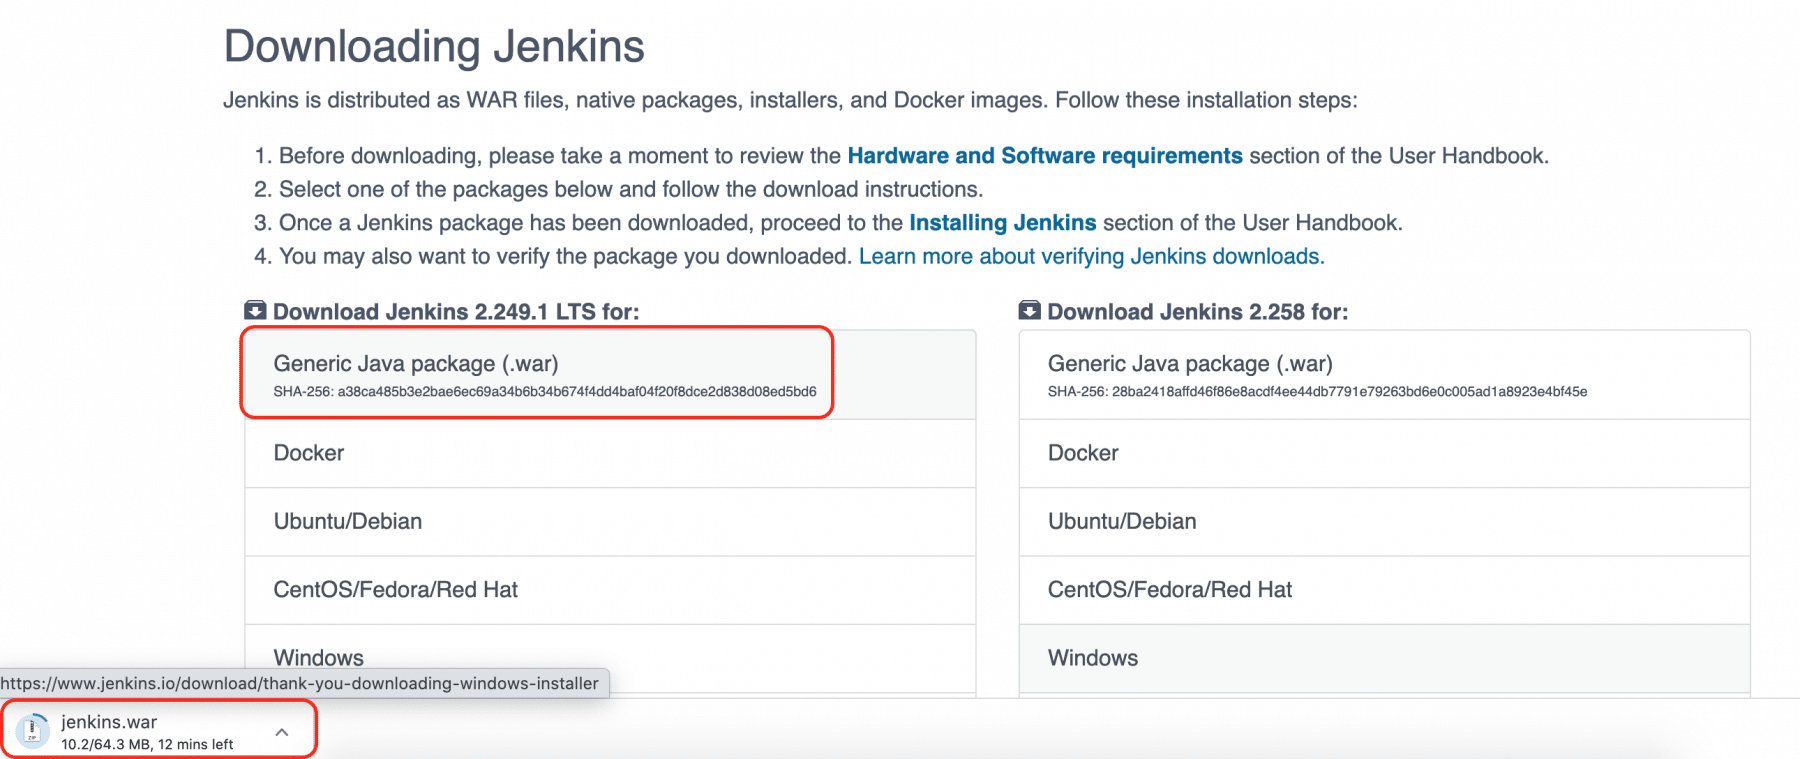 Downloading Jenkins
Jenkins is distributed as WAR files, native packages, installers, and Docker images. Follow these installation steps:
1. Before downloading, please take a moment to review the Hardware and Software requirements section of the User Handbook.
2. Select one of the packages below and follow the download instructions.
3. Once a Jenkins package has been downloaded, proceed to the Installing Jenkins section of the User Handbook.
4. You may also want to verify the package you downloaded. Learn more about verifying Jenkins downloads.
Download Jenkins 2.249.1 LTS for:
Generic Java package (.war)
SHA-256: a38ca485b3e2bae6ec69a34b6b34b674f4dd4baf04f20f8dce2d838d08ed5bd6
Docker
Ubuntu/Debian
CentOS/Fedora/Red Hat
Windows
Download Jenkins 2.258 for:
Generic Java package (.war)
SHA-256: 28ba2418affd46f86e8acdf4ee44db7791e79263bd6e0c005ad1a8923e4bf45e
Docker
Ubuntu/Debian
CentOS/Fedora/Red Hat
Windows
https://www.jenkins.io/download/thank-you-downloading-windows-installer
ZIP
jenkins.war
10.2/64.3 MB, 12 mins left